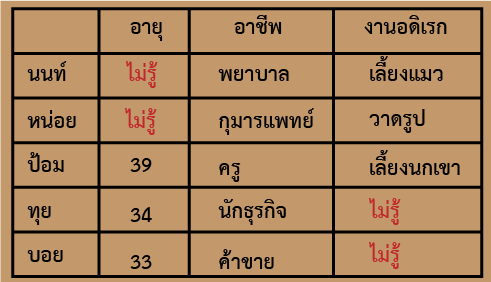 อายุ อาชีพ งานอดิเรก
นนท์ ไม่รู้ พยาบาล เลี้ยงแมว
หน่อย ไม่รู้ กุมารแพทย์ วาดรูป
ป้อม 39 ครู เลี้ยงนกเขา
ทุย 34 นักธุรกิจ ไม่รู้
บอย 33 ค้าขาย ไม่รู้